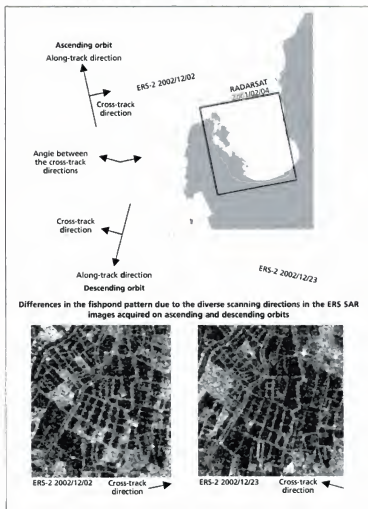 Ascending orbit
Along-track direction
ERS-2 2002/12/02
RADARSAT
Cross-track
direction
Angle between
the cross-track
directions
Cross-track
direction
Along-track direction
Descending orbit
ERS-2 2002/12/23
Differences in the fishpond pattern due to the diverse scanning directions in the ERS SAR
images acquired on ascending and descending orbits
ERS-2 2002/12/02 Cross-track
direction
ERS-2 2002/12/23 Cross-track
direction